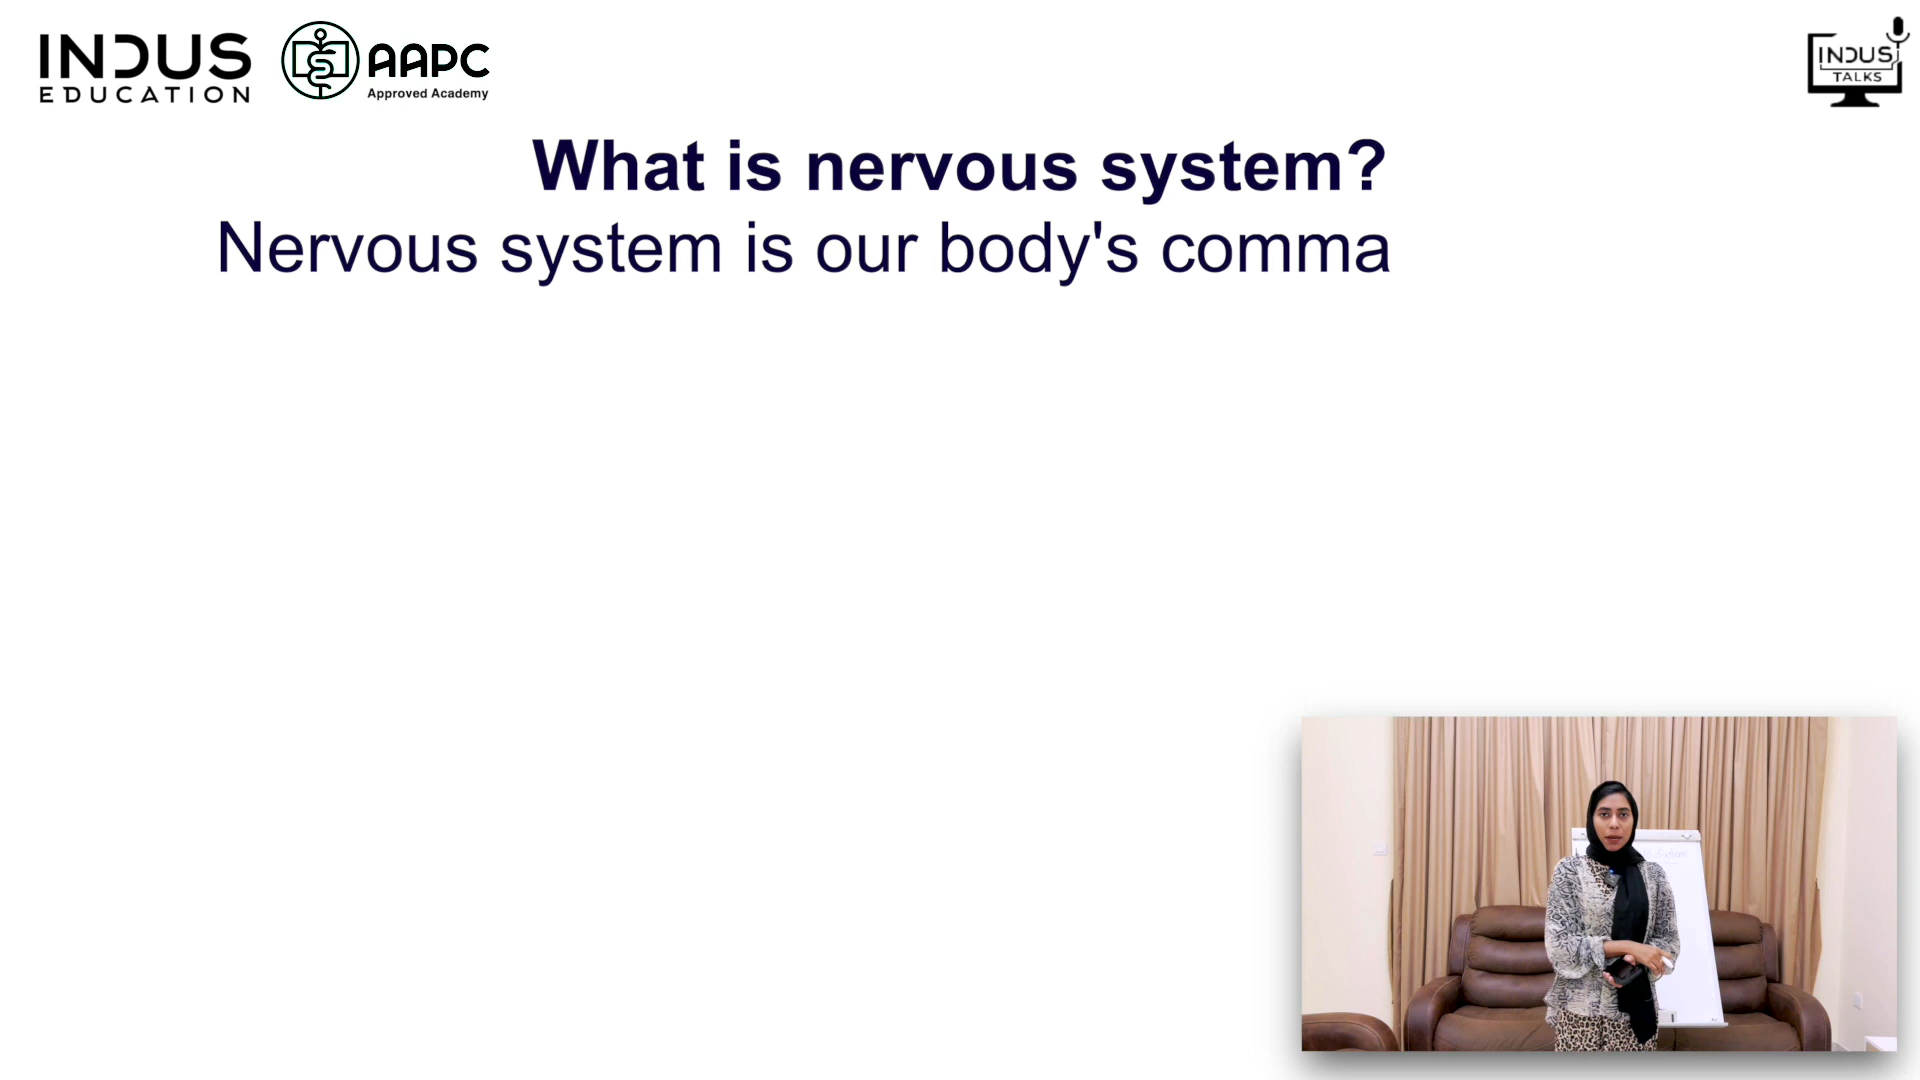 INDUS
EDUCATION
AAPC
Approved Academy
INDUS
TALKS
What is nervous system?
Nervous system is our body's comma